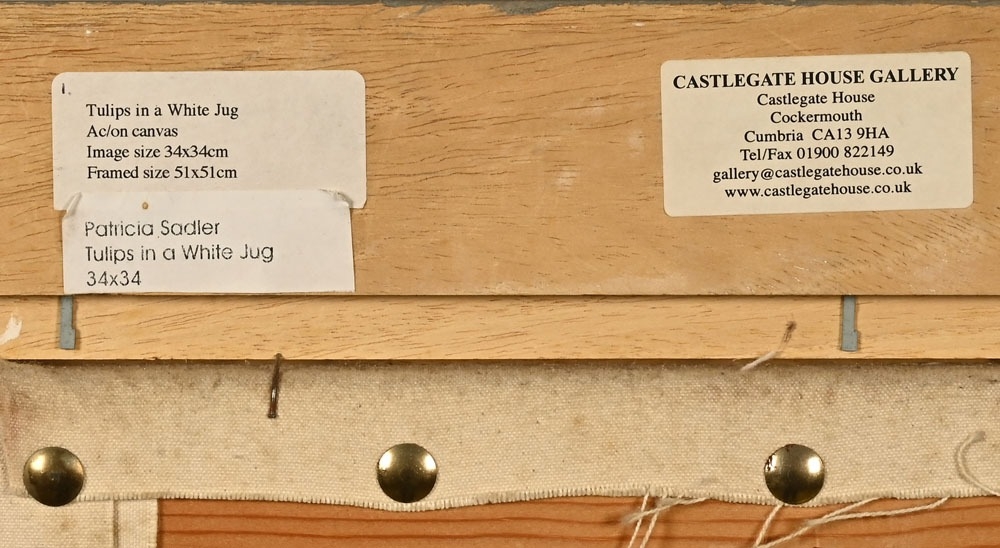 Tulips in a White Jug
Ac/on canvas
Image size 34x34cm
Framed size 51x51cm
Patricia Sadler
Tulips in a White Jug
34x34
CASTLEGATE HOUSE GALLERY
Castlegate House
Cockermouth
Cumbria CA13 9HA
Tel/Fax 01900 822149
gallery@castlegatehouse.co.uk
www.castlegatehouse.co.uk